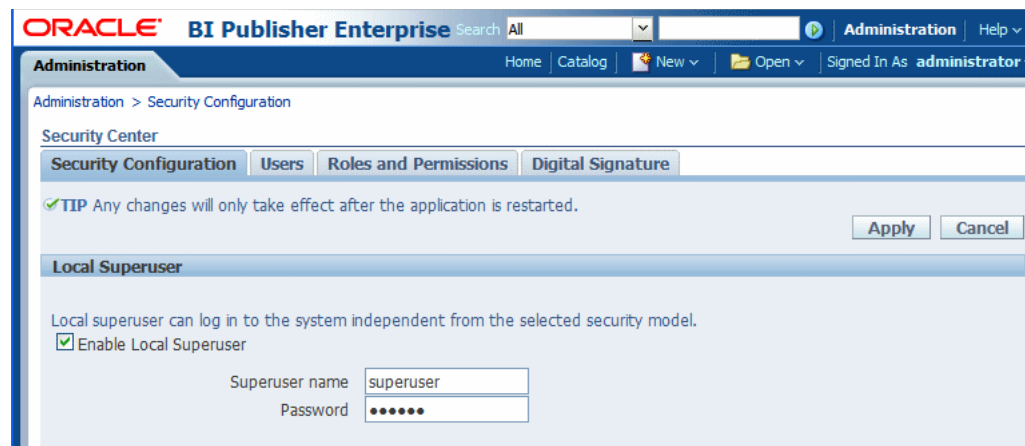 ORACLE BI Publisher Enterprise Search All Administration Help
Administration Home Catalog New Open Signed In As administrator
Administration > Security Configuration
Security Center
Security Configuration Users Roles and Permissions Digital Signature
TIP Any changes will only take effect after the application is restarted.
Apply Cancel
Local Superuser
Local superuser can log in to the system independent from the selected security model.
Enable Local Superuser
Superuser name superuser
Password ••••••